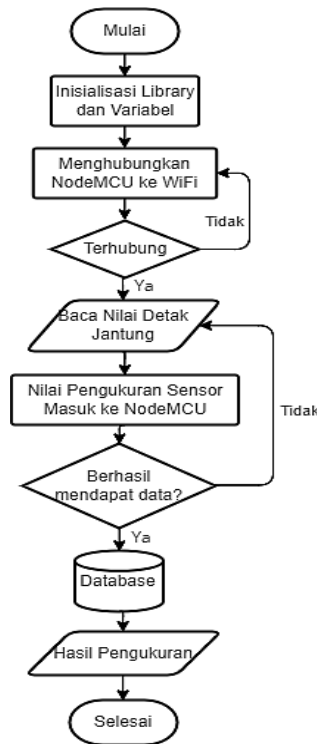 Mulai
Inisialisasi Library
dan Variabel
Menghubungkan
NodeMCU ke WiFi
Tidak
Terhubung
Ya
Baca Nilai Detak
Jantung
Nilai Pengukuran Sensor
Masuk ke NodeMCU
Tidak
Berhasil
mendapat data?
Ya
Database
Hasil Pengukuran
Selesai